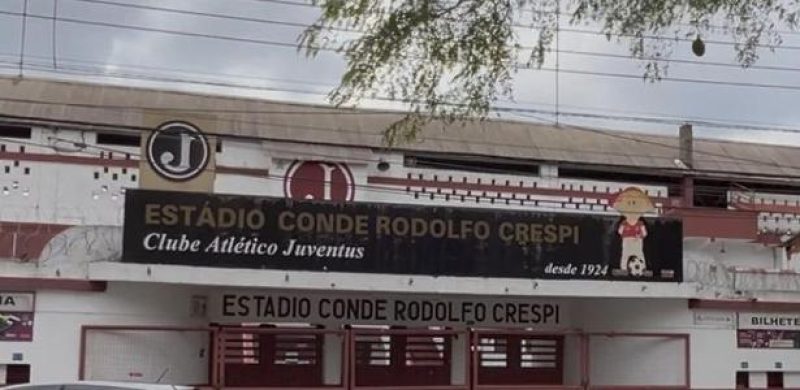 J
J
ESTÁDIO CONDE RODOLFO CRESPI
Clube Atlético Juventus
desde 1924
ESTADIO CONDE RODOLFO CRESPI
BILHETE